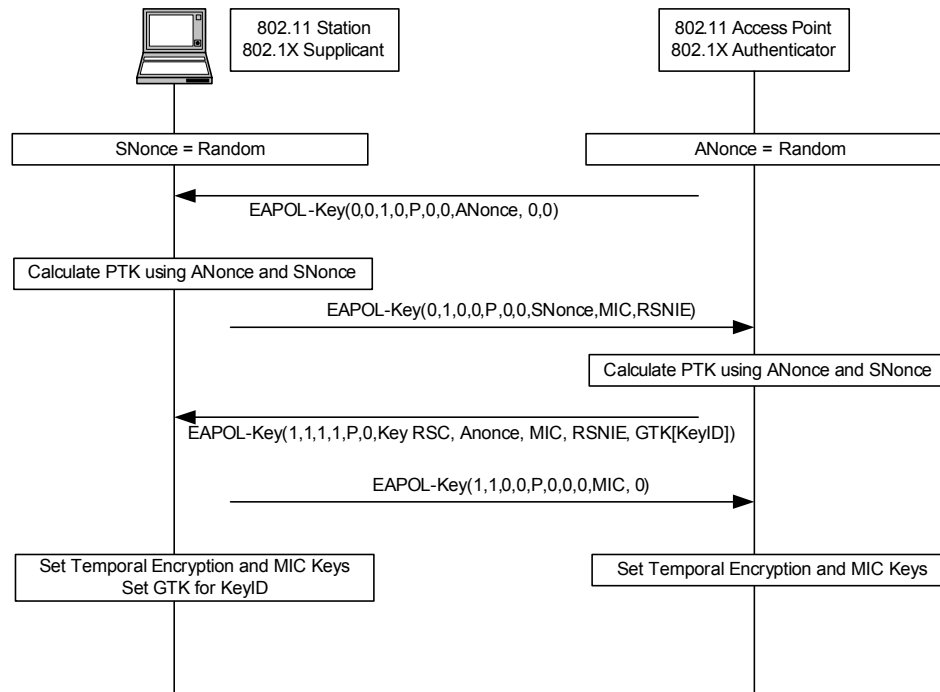 802.11 Station
802.1X Supplicant
802.11 Access Point
802.1X Authenticator
SNonce = Random
ANonce = Random
EAPOL-Key(0,0,1,0,P,0,0,ANonce, 0,0)
Calculate PTK using ANonce and SNonce
EAPOL-Key(0,1,0,0,P,0,0,SNonce,MIC,RSNIE)
Calculate PTK using ANonce and SNonce
EAPOL-Key(1,1,1,1,P,0,Key RSC, Anonce, MIC, RSNIE, GTK[KeyID])
EAPOL-Key(1,1,0,0,P,0,0,0,MIC, 0)
Set Temporal Encryption and MIC Keys
Set GTK for KeyID
Set Temporal Encryption and MIC Keys